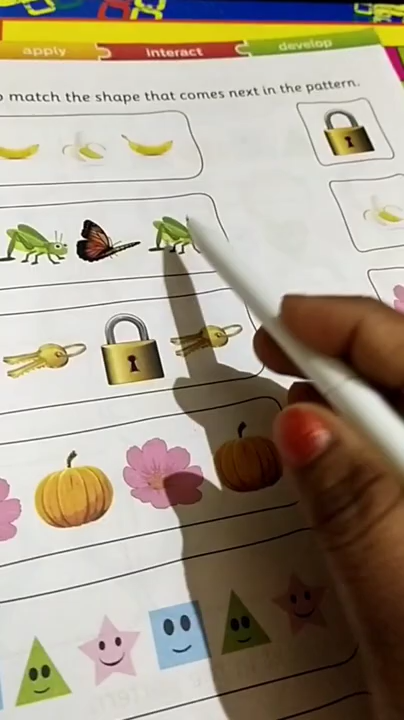 apply interact develop
match the shape that comes next in the pattern.